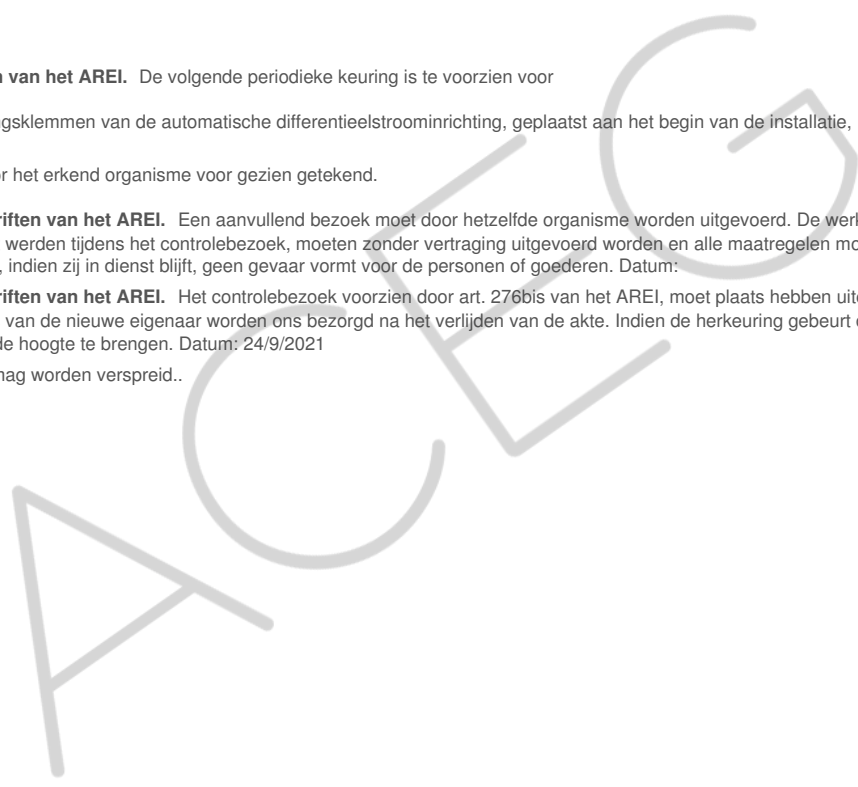 van het AREI. De volgende periodieke keuring is te voorzien voor
ngsklemmen van de automatische differentieelstroominrichting, geplaatst aan het begin van de installatie,
r het erkend organisme voor gezien getekend.
riften van het AREI. Een aanvullend bezoek moet door hetzelfde organisme worden uitgevoerd. De werk
werden tijdens het controlebezoek, moeten zonder vertraging uitgevoerd worden en alle maatregelen mo
, indien zij in dienst blijft, geen gevaar vormt voor de personen of goederen. Datum:
riften van het AREI. Het controlebezoek voorzien door art. 276bis van het AREI, moet plaats hebben uit
van de nieuwe eigenaar worden ons bezorgd na het verlijden van de akte. Indien de herkeuring gebeurt
de hoogte te brengen. Datum: 24/9/2021
mag worden verspreid..
ACEG